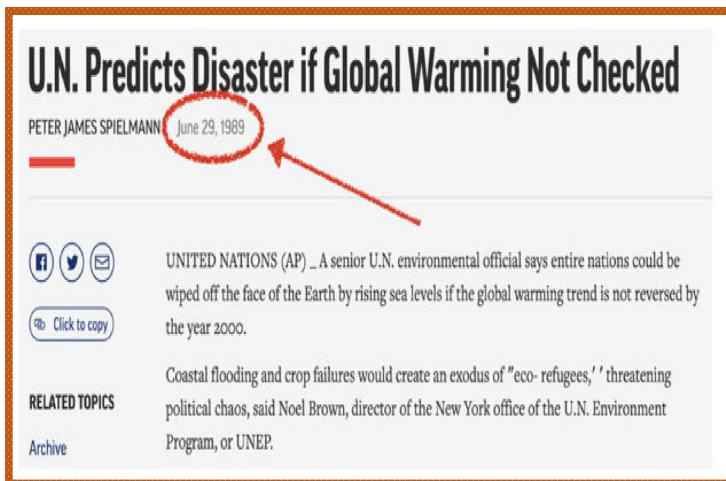 U.N. Predicts Disaster if Global Warming Not Checked
PETER JAMES SPIELMANN June 29, 1989
UNITED NATIONS (AP) _ A senior U.N. environmental official says entire nations could be
wiped off the face of the Earth by rising sea levels if the global warming trend is not reversed by
the year 2000.
Click to copy
Coastal flooding and crop failures would create an exodus of "eco- refugees,' ' threatening
political chaos, said Noel Brown, director of the New York office of the U.N. Environment
Program, or UNEP.
RELATED TOPICS
Archive